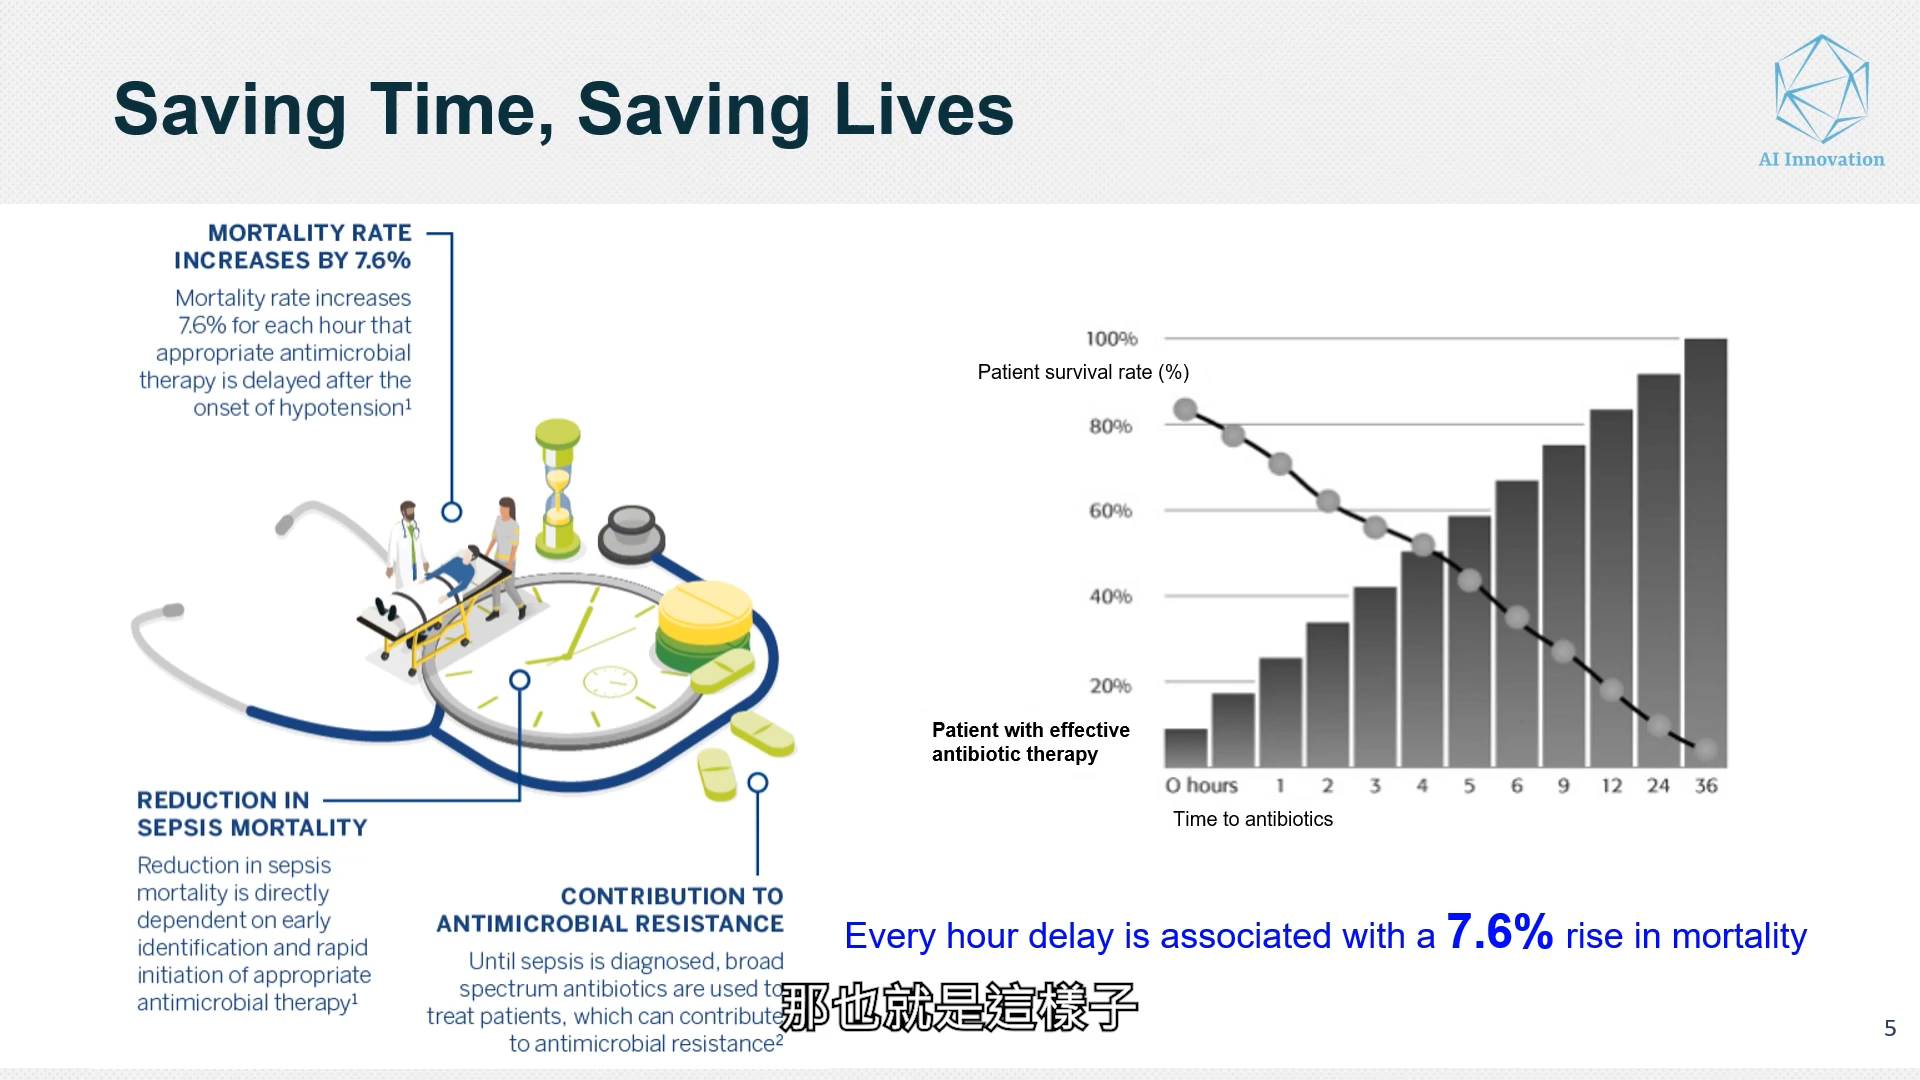 Saving Time, Saving Lives
AI Innovation
MORTALITY RATE
INCREASES BY 7.6%
Mortality rate increases
7.6% for each hour that
appropriate antimicrobial
therapy is delayed after the
onset of hypotension¹
REDUCTION IN
SEPSIS MORTALITY
Reduction in sepsis
mortality is directly
dependent on early
identification and rapid
initiation of appropriate
antimicrobial therapy¹
CONTRIBUTION TO
ANTIMICROBIAL RESISTANCE
Until sepsis is diagnosed, broad
spectrum antibiotics are used to
treat patients, which can contribute
to antimicrobial resistance²
100%
Patient survival rate (%)
80%
60%
40%
20%
Patient with effective
antibiotic therapy
0 hours 1 2 3 4 5 6 9 12 24 36
Time to antibiotics
Every hour delay is associated with a 7.6% rise in mortality
那也就是這樣子
5